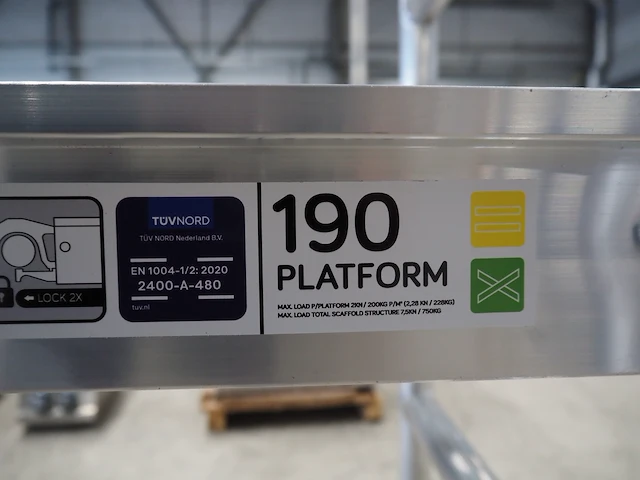 LOCK 2X
TÜVNORD
TÜV NORD Nederland B.V.
EN 1004-1/2: 2020
2400-A-480
tuv.nl
190
PLATFORM
MAX. LOAD P/PLATFORM 2KN / 200KG P/M² (2,28 KN / 228KG)
MAX. LOAD TOTAL SCAFFOLD STRUCTURE 7,5KN / 750KG